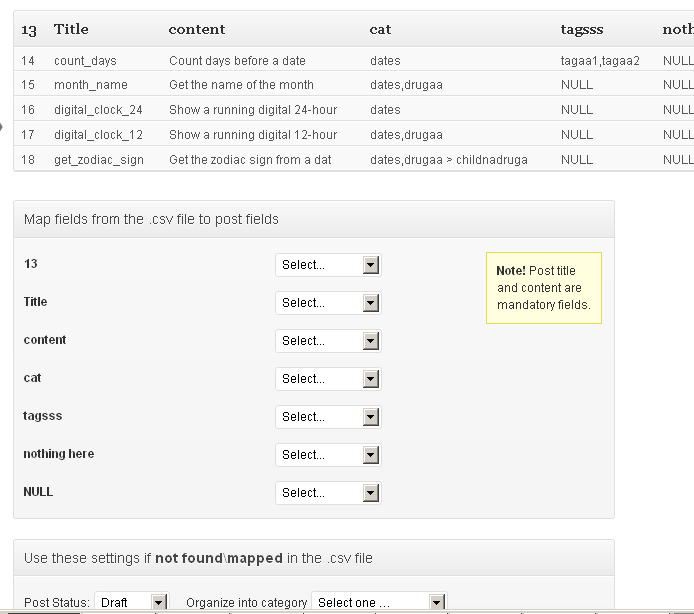 13 Title content cat tagsss noth
14 count_days Count days before a date dates tagaa1,tagaa2 NULL
15 month_name Get the name of the month dates,drugaa NULL NULL
16 digital_clock_24 Show a running digital 24-hour dates NULL NULL
17 digital_clock_12 Show a running digital 12-hour dates,drugaa NULL NULL
18 get_zodiac_sign Get the zodiac sign from a dat dates,drugaa > childnadruga NULL NULL
Map fields from the .csv file to post fields
13 Select...
Note! Post title
and content are
mandatory fields.
Title Select...
content Select...
cat Select...
tagsss Select...
nothing here Select...
NULL Select...
Use these settings if not found\mapped in the .csv file
Post Status: Draft Organize into category Select one ...